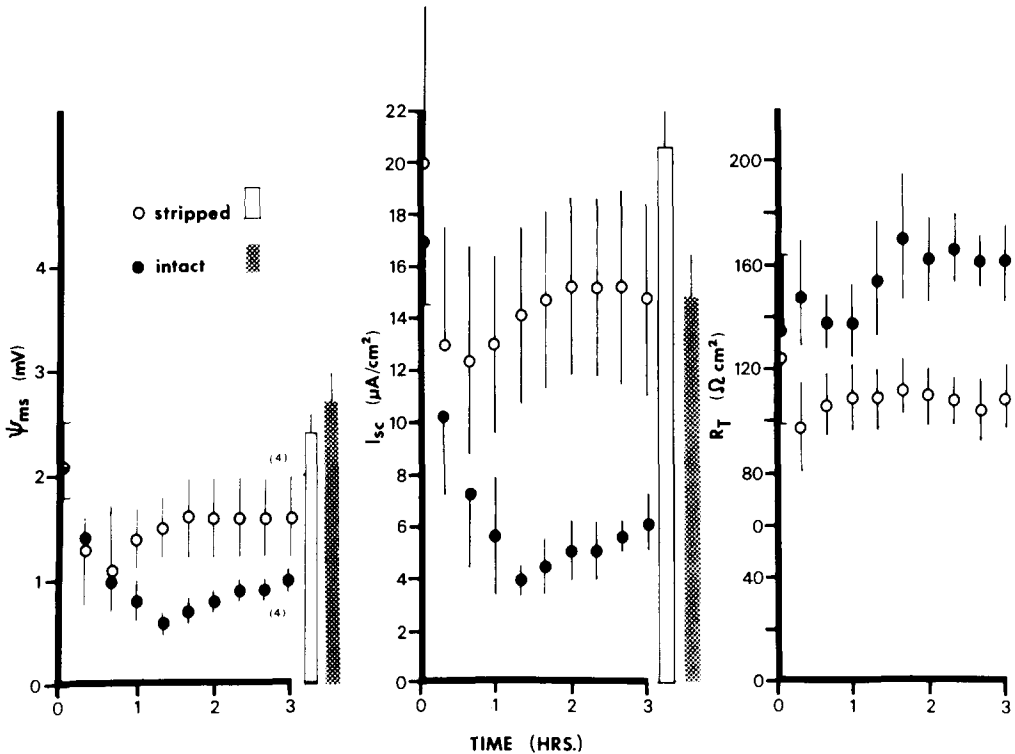 Ψms (mV)
4
3
2
1
0
stripped
intact
(4)
(4)
0 1 2 3
Isc (μA/cm²)
22
20
18
16
14
12
10
8
6
4
2
0
0 1 2 3
RT (Ω cm²)
200
160
120
80
0
40
0
0 1 2 3
TIME (HRS.)